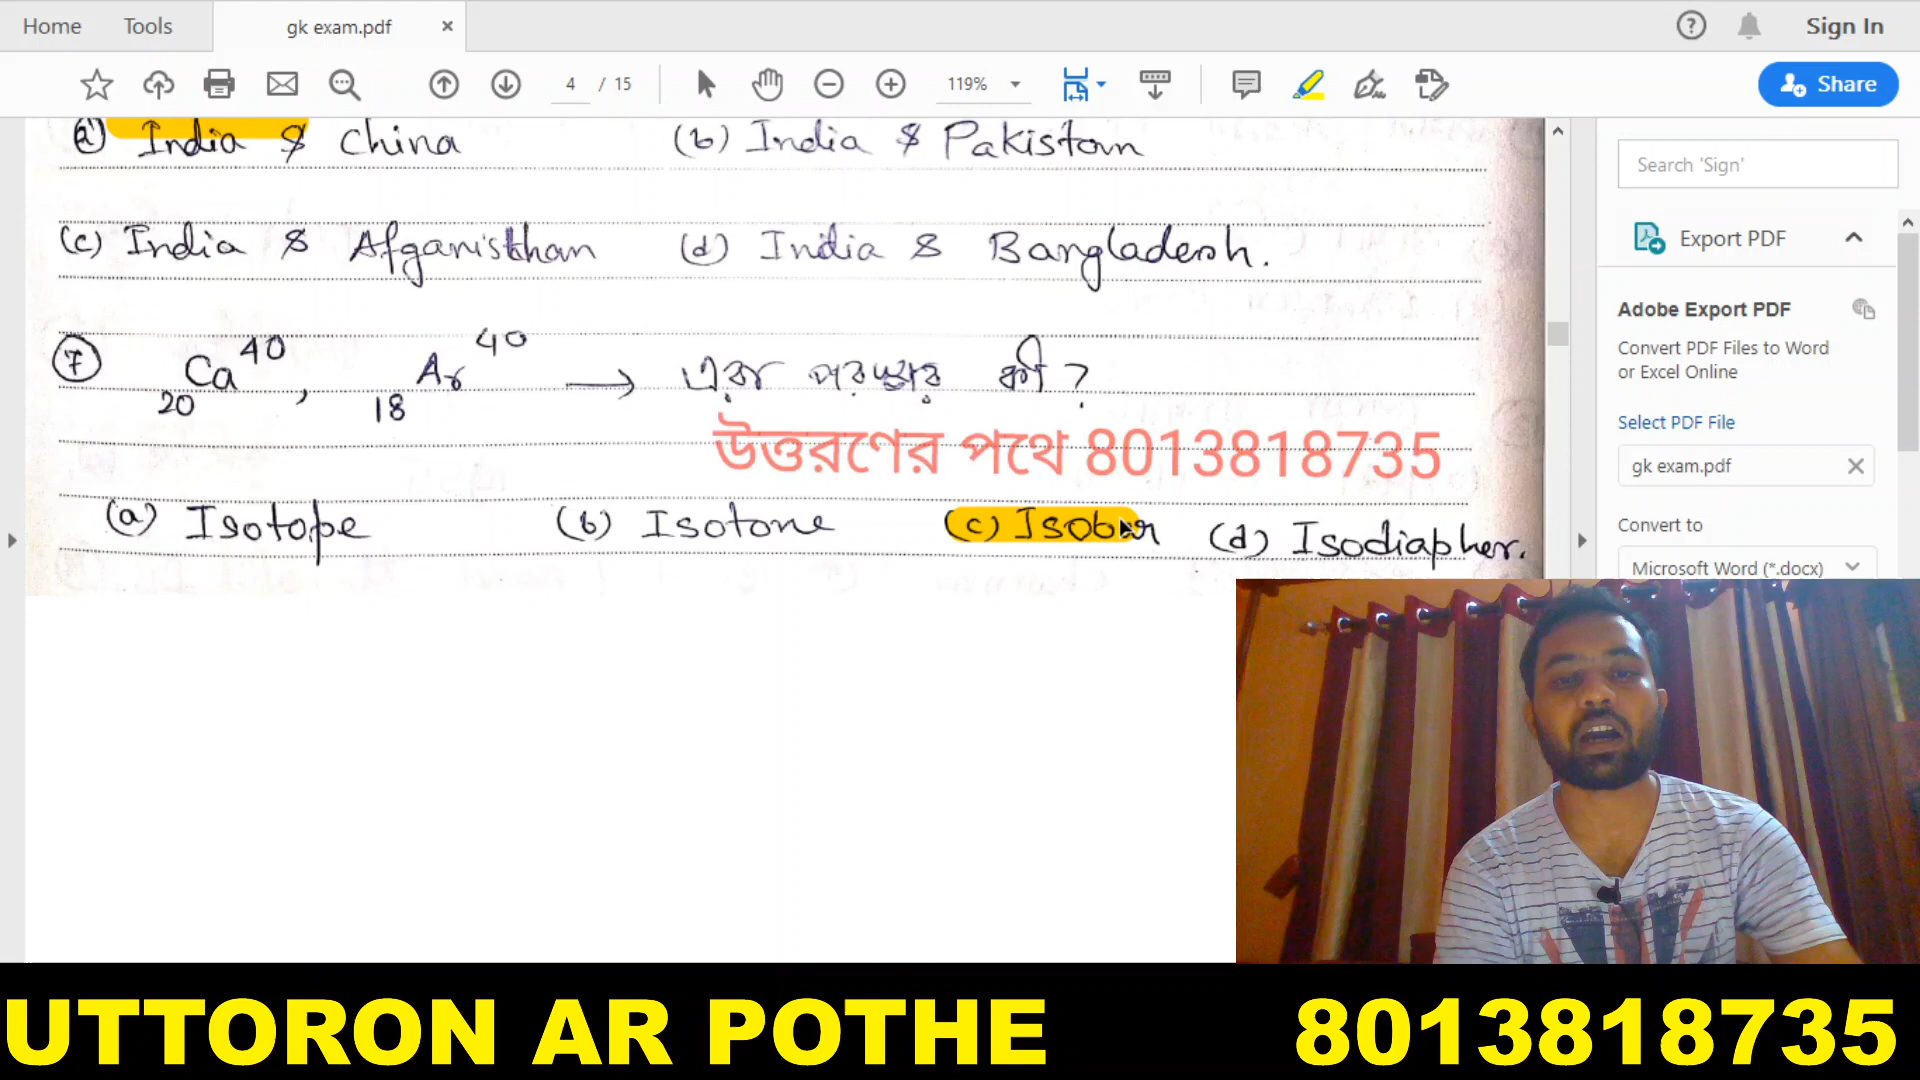 Home Tools gk exam.pdf × Sign In
4 / 15 119% Share
(a) India & China (b) India & Pakistan
(c) India & Afganisthan (d) India & Bangladesh.
7 20Ca40, 18Ar40 → এরা পরস্পর কী?
উত্তরণের পথে 8013818735
(a) Isotope (b) Isotone (c) Isobar (d) Isodiapher.
Search 'Sign'
Export PDF
Adobe Export PDF
Convert PDF Files to Word
or Excel Online
Select PDF File
gk exam.pdf
Convert to
Microsoft Word (*.docx)
UTTORON AR POTHE 8013818735